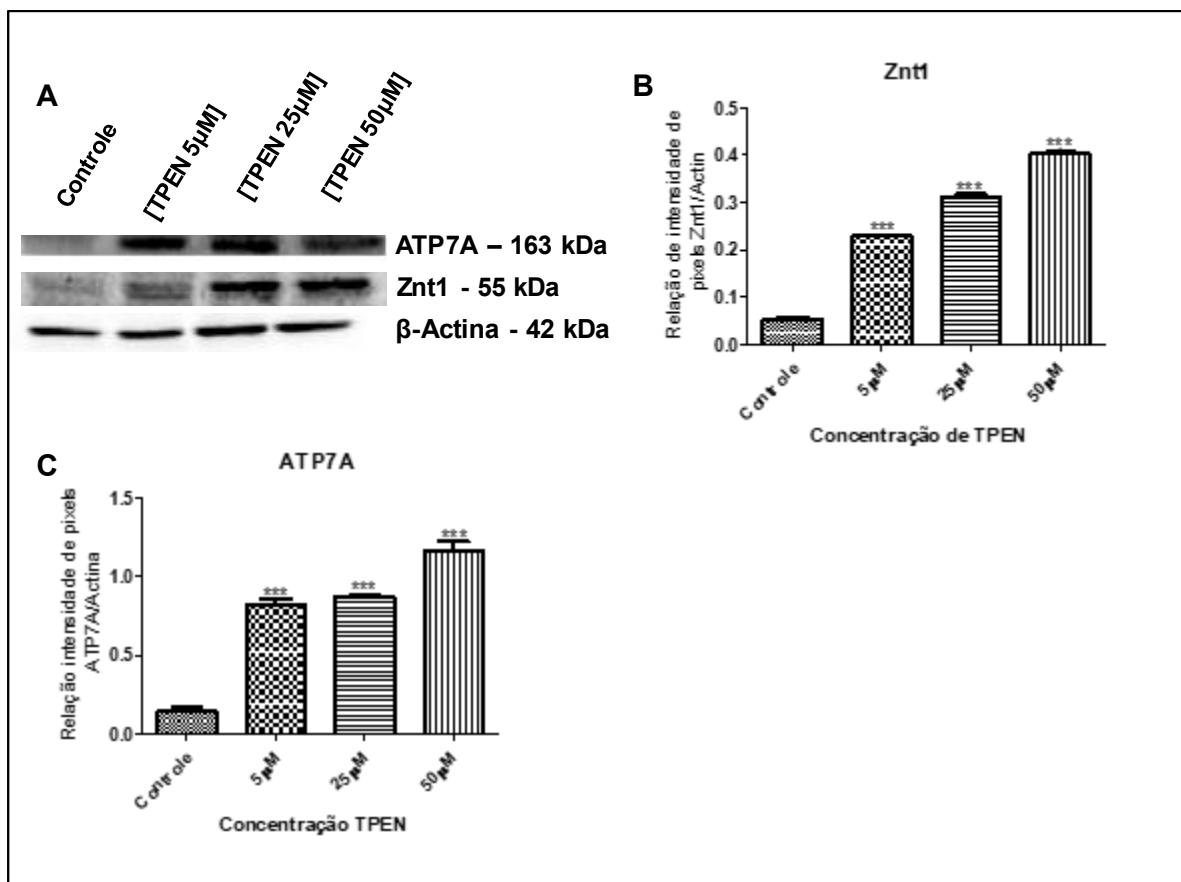 A
Controle
[TPEN 5µM]
[TPEN 25µM]
[TPEN 50µM]
ATP7A – 163 kDa
Znt1 - 55 kDa
β-Actina - 42 kDa
B
Znt1
Relação de intensidade de
pixels Znt1/Actin
0.5
0.4
0.3
0.2
0.1
0.0
***
***
***
Controle
5µM
25µM
50µM
Concentração de TPEN
C
ATP7A
Relação intensidade de pixels
ATP7A/Actina
1.5
1.0
0.5
0.0
***
***
***
Controle
5µM
25µM
50µM
Concentração TPEN